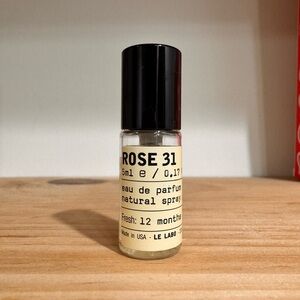 ROSE 31
5ml e / 0.17
eau de parfum
natural spray
Fresh: 12 months
Made in USA - LE LABO